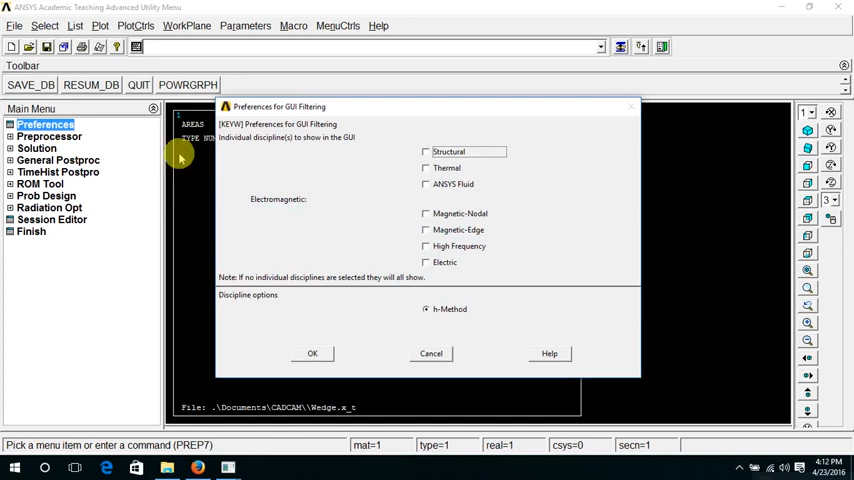 ANSYS Academic Teaching Advanced Utility Menu
File Select List Plot PlotCtrls WorkPlane Parameters Macro MenuCtrls Help
Toolbar
SAVE_DB RESUM_DB QUIT POWRGRPH
Main Menu
Preferences
Preprocessor
Solution
General Postproc
TimeHist Postpro
ROM Tool
Prob Design
Radiation Opt
Session Editor
Finish
1
AREAS
TYPE NUM
Preferences for GUI Filtering
[KEYW] Preferences for GUI Filtering
Individual discipline(s) to show in the GUI
Structural
Thermal
ANSYS Fluid
Electromagnetic:
Magnetic-Nodal
Magnetic-Edge
High Frequency
Electric
Note: If no individual disciplines are selected they will all show.
Discipline options
h-Method
OK Cancel Help
File: .\Documents\CADCAM\\Wedge.x_t
1
3
Pick a menu item or enter a command (PREP7) mat=1 type=1 real=1 csys=0 secn=1
4:12 PM
4/23/2016